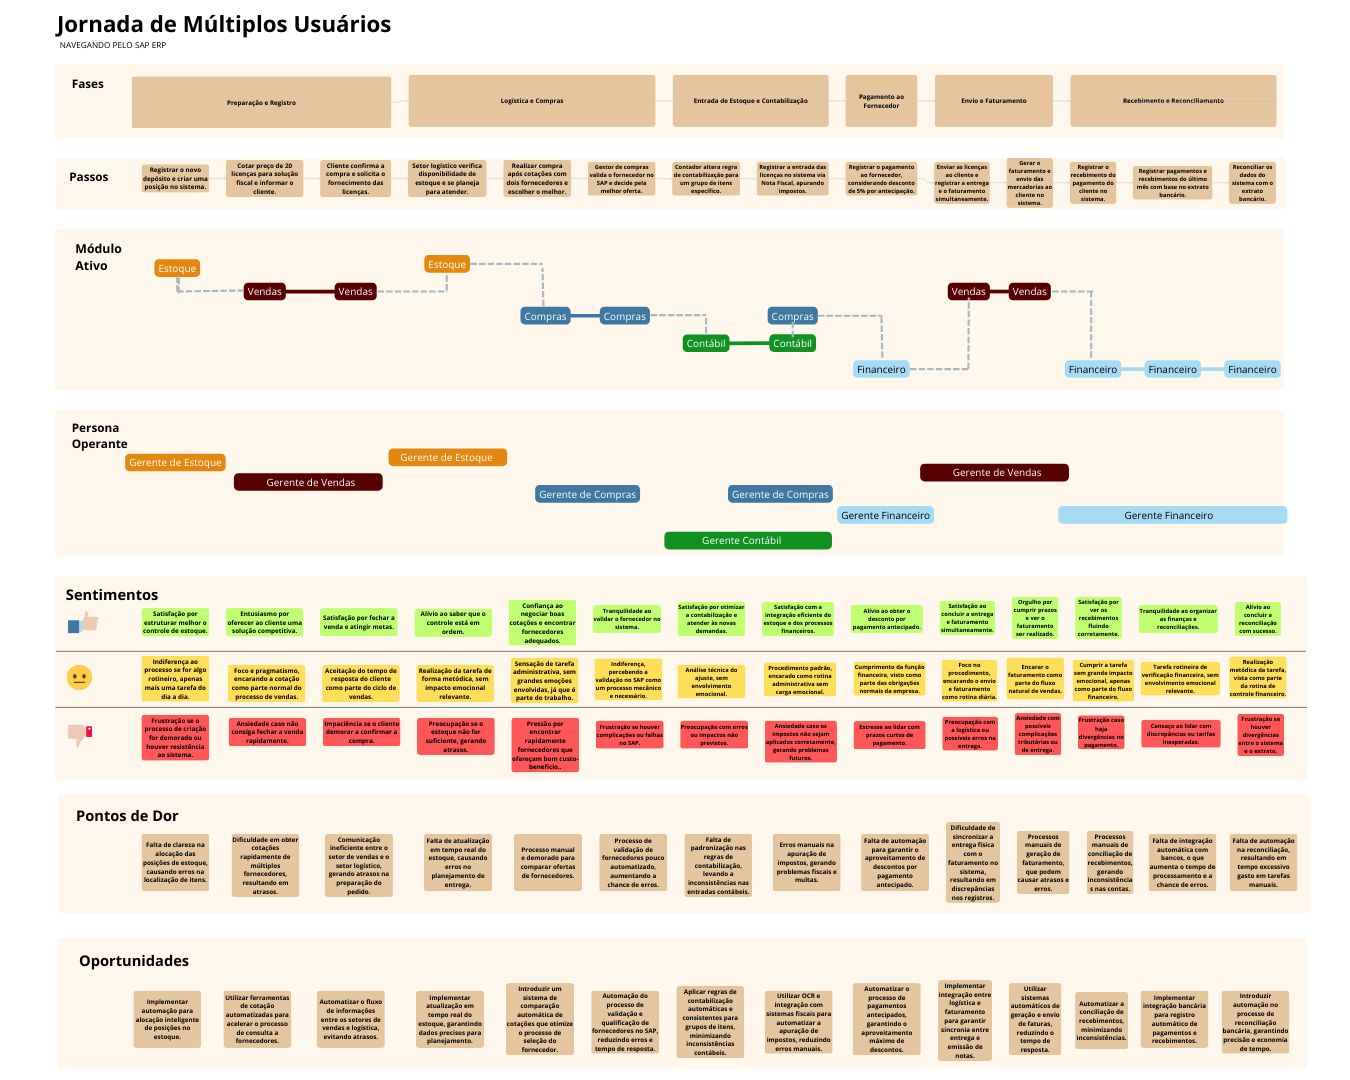 Jornada de Múltiplos Usuários
NAVEGANDO PELO SAP ERP
Fases
Preparação e Registro
Logística e Compras
Entrada de Estoque e Contabilização
Pagamento ao
Fornecedor
Envio e Faturamento
Recebimento e Reconciliamento
Passos
Registrar o novo
depósito e criar uma
posição no sistema.
Cotar preço de 20
licenças para solução
fiscal e informar o
cliente.
Cliente confirma a
compra e solicita o
fornecimento das
licenças.
Setor logístico verifica
disponibilidade de
estoque e se planeja
para atender.
Realizar compra
após cotações com
dois fornecedores e
escolher o melhor.
Gestor de compras
valida o fornecedor no
SAP e decide pela
melhor oferta.
Contador altera regra
de contabilização para
um grupo de itens
específico.
Registrar a entrada das
licenças no sistema via
Nota Fiscal, apurando
impostos.
Registrar o pagamento
ao fornecedor,
considerando desconto
de 5% por antecipação.
Enviar as licenças
ao cliente e
registrar a entrega
e o faturamento
simultaneamente.
Gerar o
faturamento e
envio das
mercadorias ao
cliente no
sistema.
Registrar o
recebimento do
pagamento do
cliente no
sistema.
Registrar pagamentos e
recebimentos do último
mês com base no extrato
bancário.
Reconciliar os
dados do
sistema com o
extrato
bancário.
Módulo
Ativo
Estoque
Vendas
Vendas
Estoque
Compras
Compras
Contábil
Compras
Contábil
Financeiro
Vendas
Vendas
Financeiro
Financeiro
Financeiro
Persona
Operante
Gerente de Estoque
Gerente de Vendas
Gerente de Estoque
Gerente de Compras
Gerente Contábil
Gerente de Compras
Gerente Financeiro
Gerente de Vendas
Gerente Financeiro
Sentimentos
Satisfação por
estruturar melhor o
controle de estoque.
Entusiasmo por
oferecer ao cliente uma
solução competitiva.
Satisfação por fechar a
venda e atingir metas.
Alívio ao saber que o
controle está em
ordem.
Confiança ao
negociar boas
cotações e encontrar
fornecedores
adequados.
Tranquilidade ao
validar o fornecedor no
sistema.
Satisfação por otimizar
a contabilização e
atender às novas
demandas.
Satisfação com a
integração eficiente do
estoque e dos processos
financeiros.
Alívio ao obter o
desconto por
pagamento antecipado.
Satisfação ao
concluir a entrega
e faturamento
simultaneamente.
Orgulho por
cumprir prazos
e ver o
faturamento
ser realizado.
Satisfação por
ver os
recebimentos
fluindo
corretamente.
Tranquilidade ao organizar
as finanças e
reconciliações.
Alívio ao
concluir a
reconciliação
com sucesso.
Indiferença ao
processo se for algo
rotineiro, apenas
mais uma tarefa do
dia a dia.
Foco e pragmatismo,
encarando a cotação
como parte normal do
processo de vendas.
Aceitação do tempo de
resposta do cliente
como parte do ciclo de
vendas.
Realização da tarefa de
forma metódica, sem
impacto emocional
relevante.
Sensação de tarefa
administrativa, sem
grandes emoções
envolvidas, já que é
parte do trabalho.
Indiferença,
percebendo a
validação no SAP como
um processo mecânico
e necessário.
Análise técnica do
ajuste, sem
envolvimento
emocional.
Procedimento padrão,
encarado como rotina
administrativa sem
carga emocional.
Cumprimento da função
financeira, visto como
parte das obrigações
normais da empresa.
Foco no
procedimento,
encarando o envio
e faturamento
como rotina diária.
Encarar o
faturamento como
parte do fluxo
natural de vendas.
Cumprir a tarefa
sem grande impacto
emocional, apenas
como parte do fluxo
financeiro.
Tarefa rotineira de
verificação financeira, sem
envolvimento emocional
relevante.
Realização
metódica da tarefa,
vista como parte
da rotina de
controle financeiro.
Frustração se o
processo de criação
for demorado ou
houver resistência
ao sistema.
Ansiedade caso não
consiga fechar a venda
rapidamente.
Impaciência se o cliente
demorar a confirmar a
compra.
Preocupação se o
estoque não for
suficiente, gerando
atrasos.
Pressão por
encontrar
rapidamente
fornecedores que
ofereçam bom custo-
benefício..
Frustração se houver
complicações ou falhas
no SAP.
Preocupação com erros
ou impactos não
previstos.
Ansiedade caso os
impostos não sejam
aplicados corretamente,
gerando problemas
futuros.
Estresse ao lidar com
prazos curtos de
pagamento.
Preocupação com
a logística ou
possíveis erros na
entrega.
Ansiedade com
possíveis
complicações
tributárias ou
de entrega.
Frustração caso
haja
divergências no
pagamento.
Cansaço ao lidar com
discrepâncias ou tarifas
inesperadas.
Frustração se
houver
divergências
entre o sistema
e o extrato.
Pontos de Dor
Falta de clareza na
alocação das
posições de estoque,
causando erros na
localização de itens.
Dificuldade em obter
cotações
rapidamente de
múltiplos
fornecedores,
resultando em
atrasos.
Comunicação
ineficiente entre o
setor de vendas e o
setor logístico,
gerando atrasos na
preparação do
pedido.
Falta de atualização
em tempo real do
estoque, causando
erros no
planejamento de
entrega.
Processo manual
e demorado para
comparar ofertas
de fornecedores.
Processo de
validação de
fornecedores pouco
automatizado,
aumentando a
chance de erros.
Falta de
padronização nas
regras de
contabilização,
levando a
inconsistências nas
entradas contábeis.
Erros manuais na
apuração de
impostos, gerando
problemas fiscais e
multas.
Falta de automação
para garantir o
aproveitamento de
descontos por
pagamento
antecipado.
Dificuldade de
sincronizar a
entrega física
com o
faturamento no
sistema,
resultando em
discrepâncias
nos registros.
Processos
manuais de
geração de
faturamento,
que podem
causar atrasos e
erros.
Processos
manuais de
conciliação de
recebimentos,
gerando
inconsistência
s nas contas.
Falta de integração
automática com
bancos, o que
aumenta o tempo de
processamento e a
chance de erros.
Falta de automação
na reconciliação,
resultando em
tempo excessivo
gasto em tarefas
manuais.
Oportunidades
Implementar
automação para
alocação inteligente
de posições no
estoque.
Utilizar ferramentas
de cotação
automatizadas para
acelerar o processo
de consulta a
fornecedores.
Automatizar o fluxo
de informações
entre os setores de
vendas e logística,
evitando atrasos.
Implementar
atualização em
tempo real do
estoque, garantindo
dados precisos para
planejamento.
Introduzir um
sistema de
comparação
automática de
cotações que otimize
o processo de
seleção do
fornecedor.
Automação do
processo de
validação e
qualificação de
fornecedores no SAP,
reduzindo erros e
tempo de resposta.
Aplicar regras de
contabilização
automáticas e
consistentes para
grupos de itens,
minimizando
inconsistências
contábeis.
Utilizar OCR e
integração com
sistemas fiscais para
automatizar a
apuração de
impostos, reduzindo
erros manuais.
Automatizar o
processo de
pagamentos
antecipados,
garantindo o
aproveitamento
máximo de
descontos.
Implementar
integração entre
logística e
faturamento para
garantir sincronia entre
entrega e
emissão de
notas.
Utilizar
sistemas
automáticos de
geração e envio
de faturas,
reduzindo o
tempo de
resposta.
Automatizar a
conciliação de
recebimentos,
minimizando
inconsistências.
Implementar
integração bancária
para registro
automático de
pagamentos e
recebimentos.
Introduzir
automação no
processo de
reconciliação
bancária, garantindo
precisão e economia
de tempo.